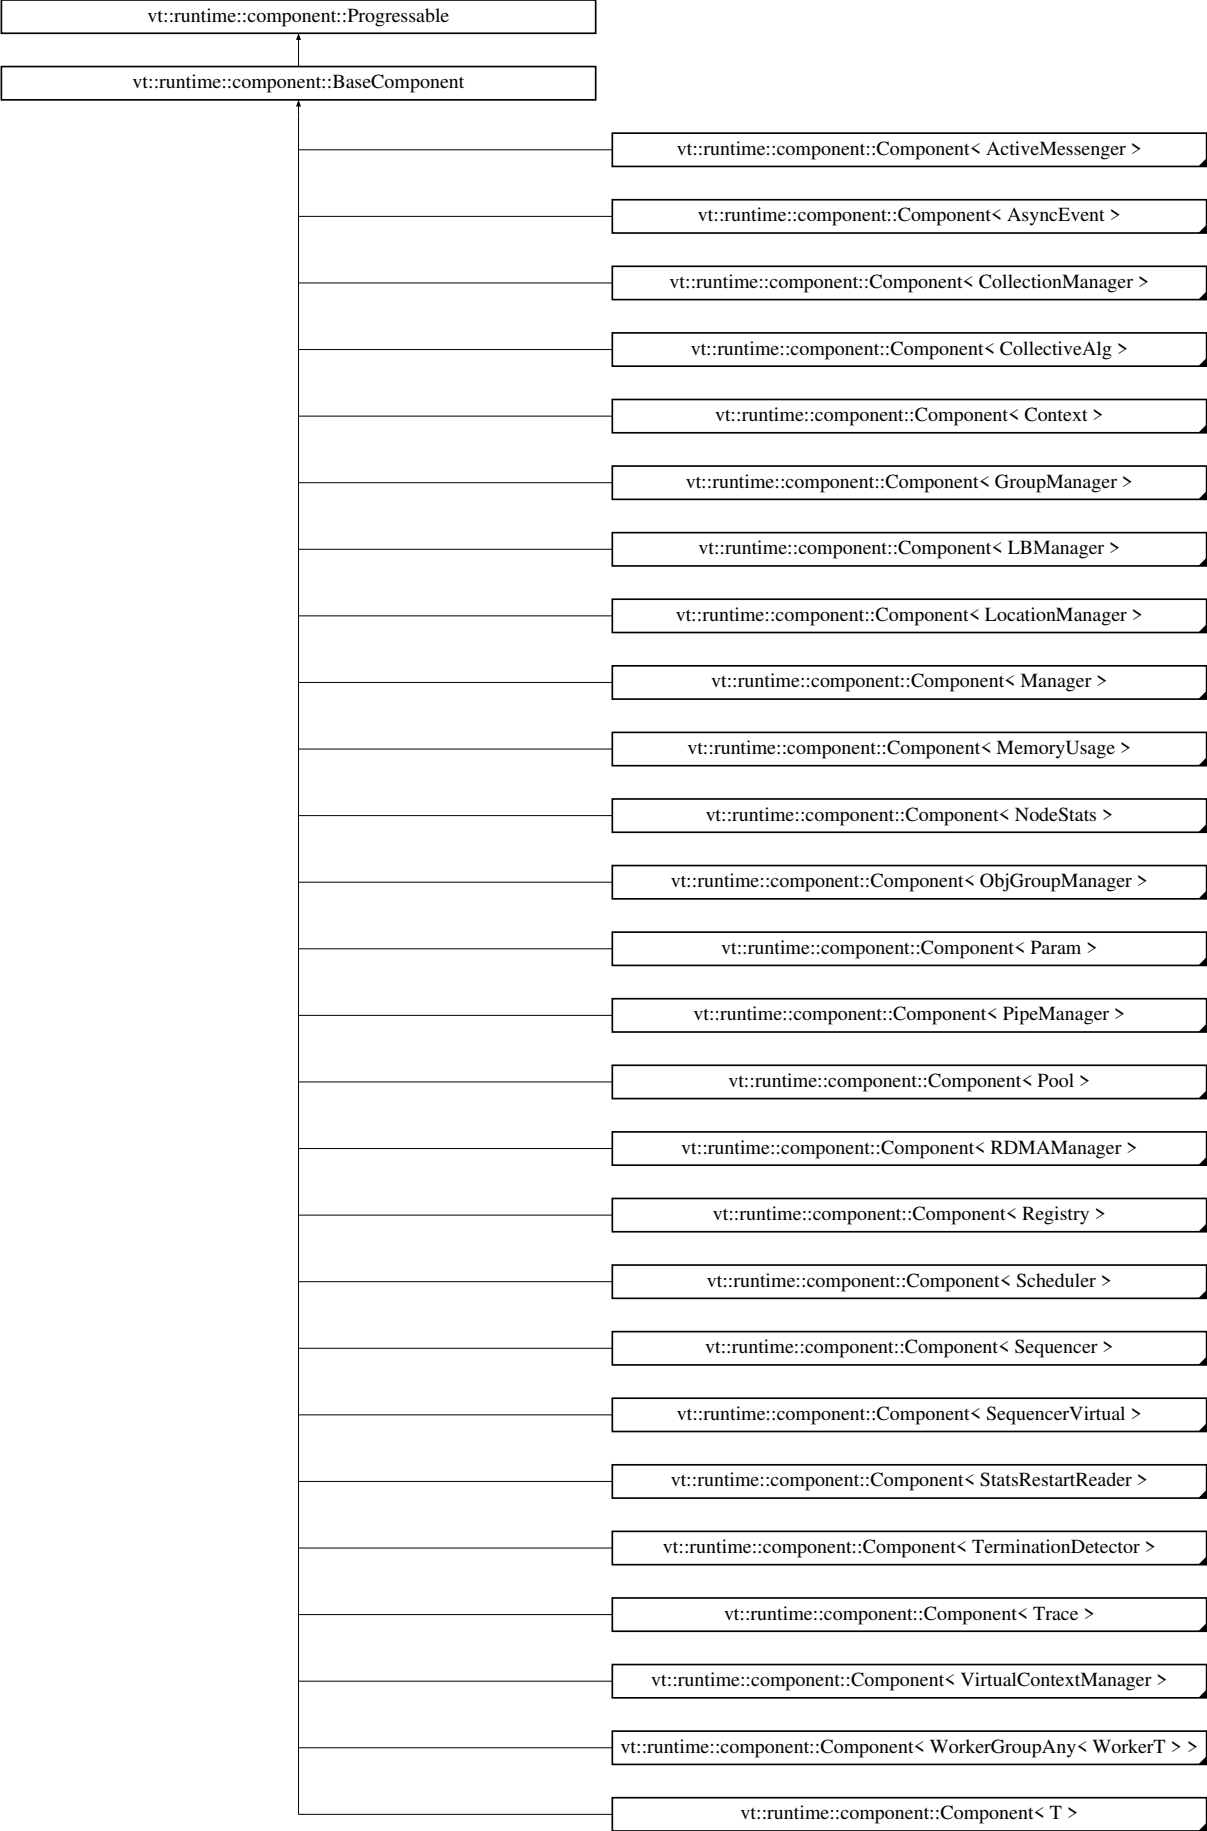 vt::runtime::component::Progressable
vt::runtime::component::BaseComponent
vt::runtime::component::Component< ActiveMessenger >
vt::runtime::component::Component< AsyncEvent >
vt::runtime::component::Component< CollectionManager >
vt::runtime::component::Component< CollectiveAlg >
vt::runtime::component::Component< Context >
vt::runtime::component::Component< GroupManager >
vt::runtime::component::Component< LBManager >
vt::runtime::component::Component< LocationManager >
vt::runtime::component::Component< Manager >
vt::runtime::component::Component< MemoryUsage >
vt::runtime::component::Component< NodeStats >
vt::runtime::component::Component< ObjGroupManager >
vt::runtime::component::Component< Param >
vt::runtime::component::Component< PipeManager >
vt::runtime::component::Component< Pool >
vt::runtime::component::Component< RDMAManager >
vt::runtime::component::Component< Registry >
vt::runtime::component::Component< Scheduler >
vt::runtime::component::Component< Sequencer >
vt::runtime::component::Component< SequencerVirtual >
vt::runtime::component::Component< StatsRestartReader >
vt::runtime::component::Component< TerminationDetector >
vt::runtime::component::Component< Trace >
vt::runtime::component::Component< VirtualContextManager >
vt::runtime::component::Component< WorkerGroupAny< WorkerT > >
vt::runtime::component::Component< T >